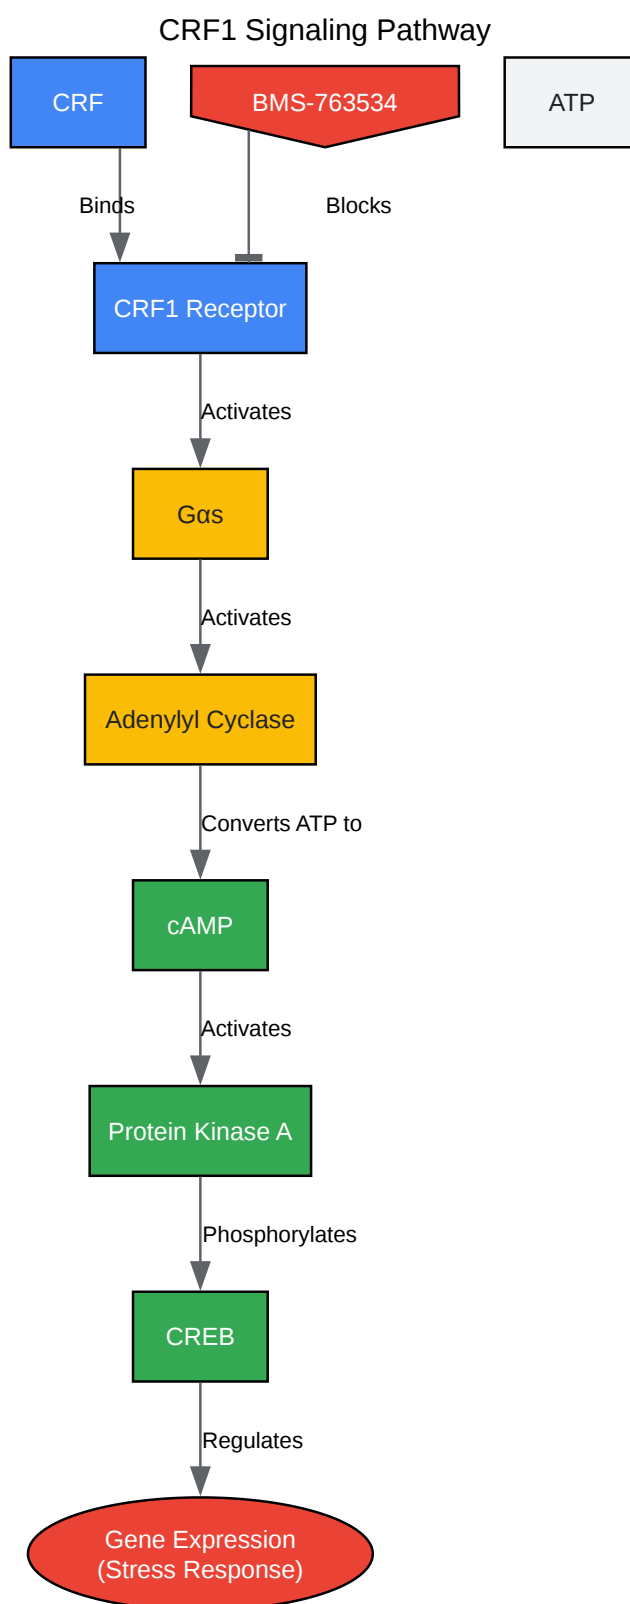 CRF1 Signaling Pathway
CRF
BMS-763534
ATP
Binds
Blocks
CRF1 Receptor
Activates
Gαs
Activates
Adenylyl Cyclase
Converts ATP to
cAMP
Activates
Protein Kinase A
Phosphorylates
CREB
Regulates
Gene Expression
(Stress Response)